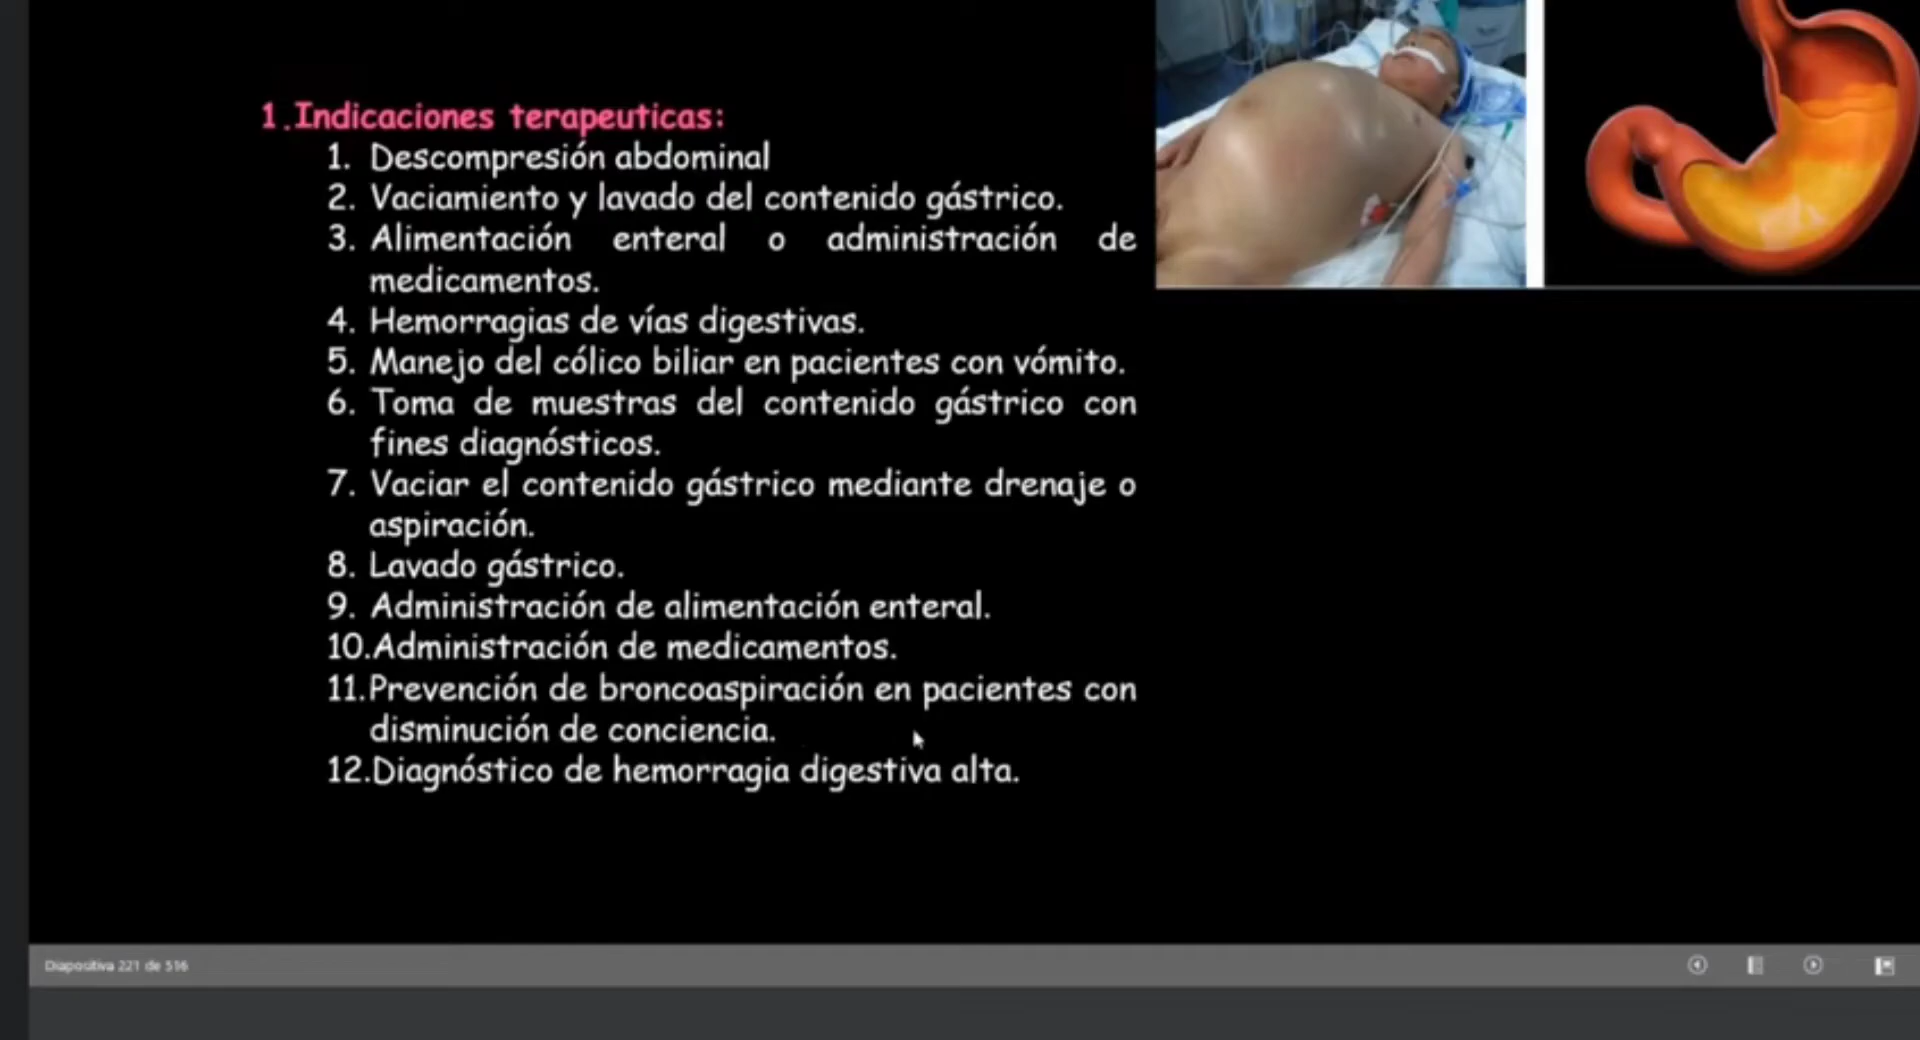 1.Indicaciones terapeuticas:
1. Descompresión abdominal
2. Vaciamiento y lavado del contenido gástrico.
3. Alimentación enteral o administración de
medicamentos.
4. Hemorragias de vías digestivas.
5. Manejo del cólico biliar en pacientes con vómito.
6. Toma de muestras del contenido gástrico con
fines diagnósticos.
7. Vaciar el contenido gástrico mediante drenaje o
aspiración.
8. Lavado gástrico.
9. Administración de alimentación enteral.
10.Administración de medicamentos.
11.Prevención de broncoaspiración en pacientes con
disminución de conciencia.
12.Diagnóstico de hemorragia digestiva alta.
Diapositiva 221 de 516